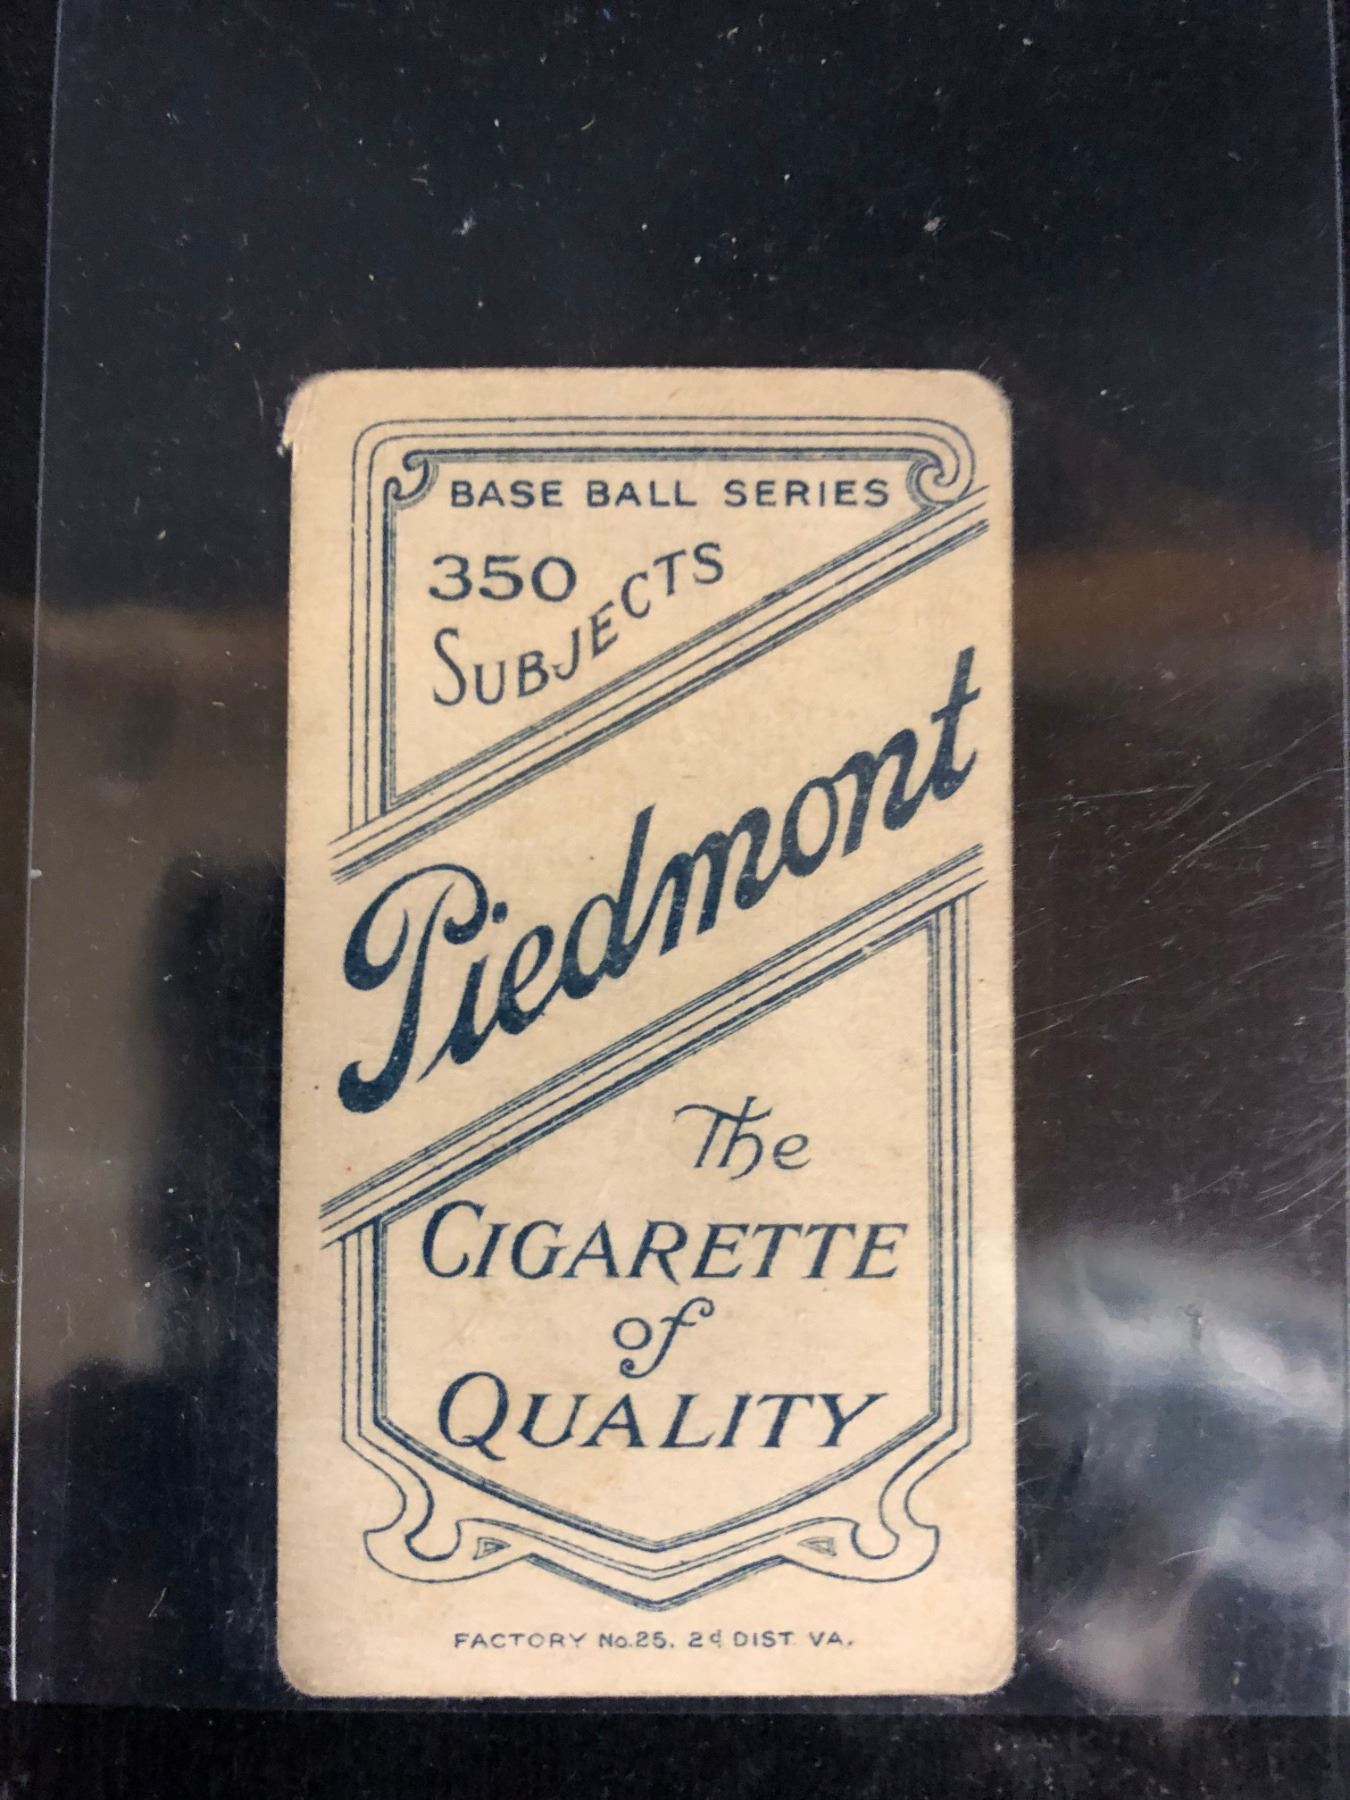 BASE BALL SERIES
350
SUBJECTS
Piedmont
The
CIGARETTE
of
QUALITY
FACTORY No.25. 2d DIST. VA.